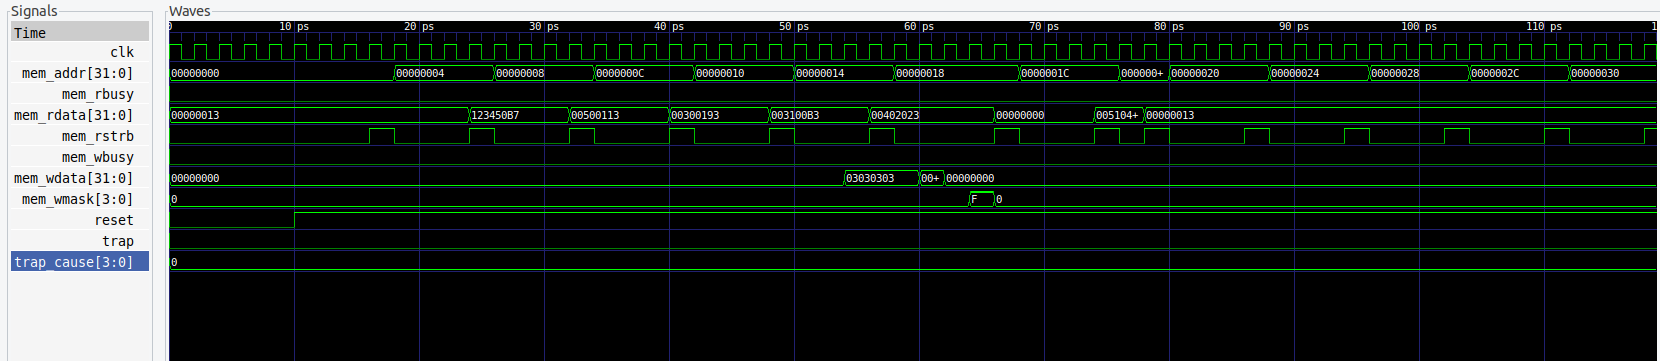 Signals
Waves
Time
0 10 ps 20 ps 30 ps 40 ps 50 ps 60 ps 70 ps 80 ps 90 ps 100 ps 110 ps 1
clk
mem_addr[31:0] 00000000 00000004 00000008 0000000C 00000010 00000014 00000018 0000001C 000000+ 00000020 00000024 00000028 0000002C 00000030
mem_rbusy
mem_rdata[31:0] 00000013 123450B7 00500113 00300193 003100B3 00402023 00000000 005104+ 00000013
mem_rstrb
mem_wbusy
mem_wdata[31:0] 00000000 03030303 00+ 00000000
mem_wmask[3:0] 0 F 0
reset
trap
trap_cause[3:0] 0